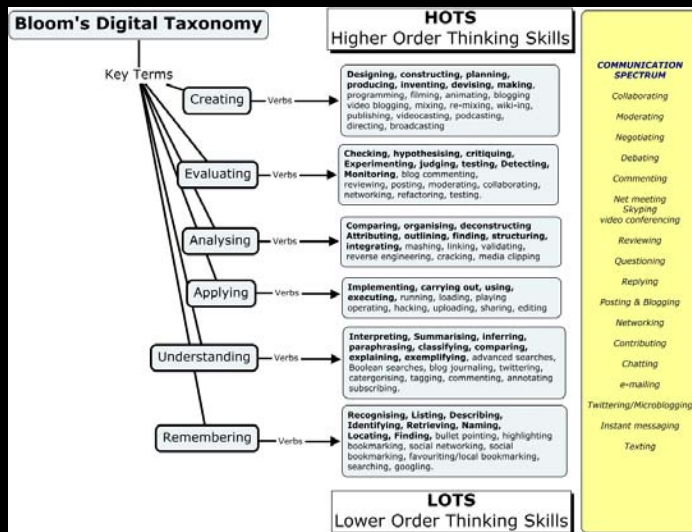 Bloom's Digital Taxonomy
HOTS
Higher Order Thinking Skills
Key Terms
Creating
Verbs
Designing, constructing, planning,
producing, inventing, devising, making,
programming, filming, animating, blogging
video blogging, mixing, re-mixing, wiki-ing,
publishing, videocasting, podcasting,
directing, broadcasting
Evaluating
Verbs
Checking, hypothesising, critiquing,
Experimenting, judging, testing, Detecting,
Monitoring, blog commenting,
reviewing, posting, moderating, collaborating,
networking, refactoring, testing.
Analysing
Verbs
Comparing, organising, deconstructing
Attributing, outlining, finding, structuring,
integrating, mashing, linking, validating,
reverse engineering, cracking, media clipping
Applying
Verbs
Implementing, carrying out, using,
executing, running, loading, playing
operating, hacking, uploading, sharing, editing
Understanding
Verbs
Interpreting, Summarising, inferring,
paraphrasing, classifying, comparing,
explaining, exemplifying, advanced searches,
Boolean searches, blog journaling, twittering,
catergorising, tagging, commenting, annotating
subscribing.
Remembering
Verbs
Recognising, Listing, Describing,
Identifying, Retrieving, Naming,
Locating, Finding, bullet pointing, highlighting
bookmarking, social networking, social
bookmarking, favouriting/local bookmarking,
searching, googling.
LOTS
Lower Order Thinking Skills
COMMUNICATION
SPECTRUM
Collaborating
Moderating
Negotiating
Debating
Commenting
Net meeting
Skyping
video conferencing
Reviewing
Questioning
Replying
Posting & Blogging
Networking
Contributing
Chatting
e-mailing
Twittering/Microblogging
Instant messaging
Texting